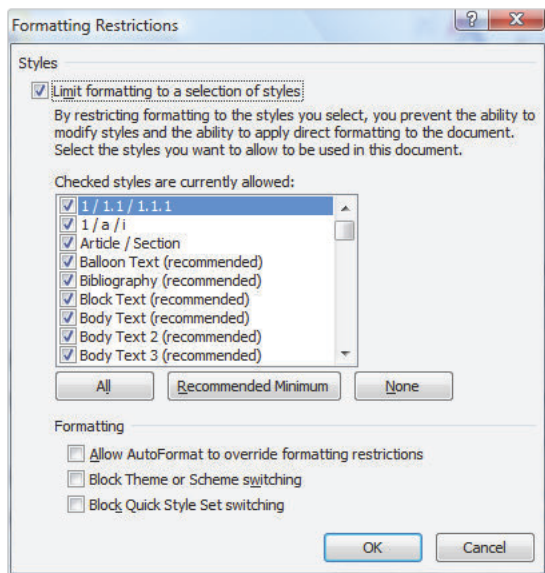 Formatting Restrictions
Styles
Limit formatting to a selection of styles
By restricting formatting to the styles you select, you prevent the ability to
modify styles and the ability to apply direct formatting to the document.
Select the styles you want to allow to be used in this document.
Checked styles are currently allowed:
1 / 1.1 / 1.1.1
1 / a / i
Article / Section
Balloon Text (recommended)
Bibliography (recommended)
Block Text (recommended)
Body Text (recommended)
Body Text 2 (recommended)
Body Text 3 (recommended)
All Recommended Minimum None
Formatting
Allow AutoFormat to override formatting restrictions
Block Theme or Scheme switching
Block Quick Style Set switching
OK Cancel